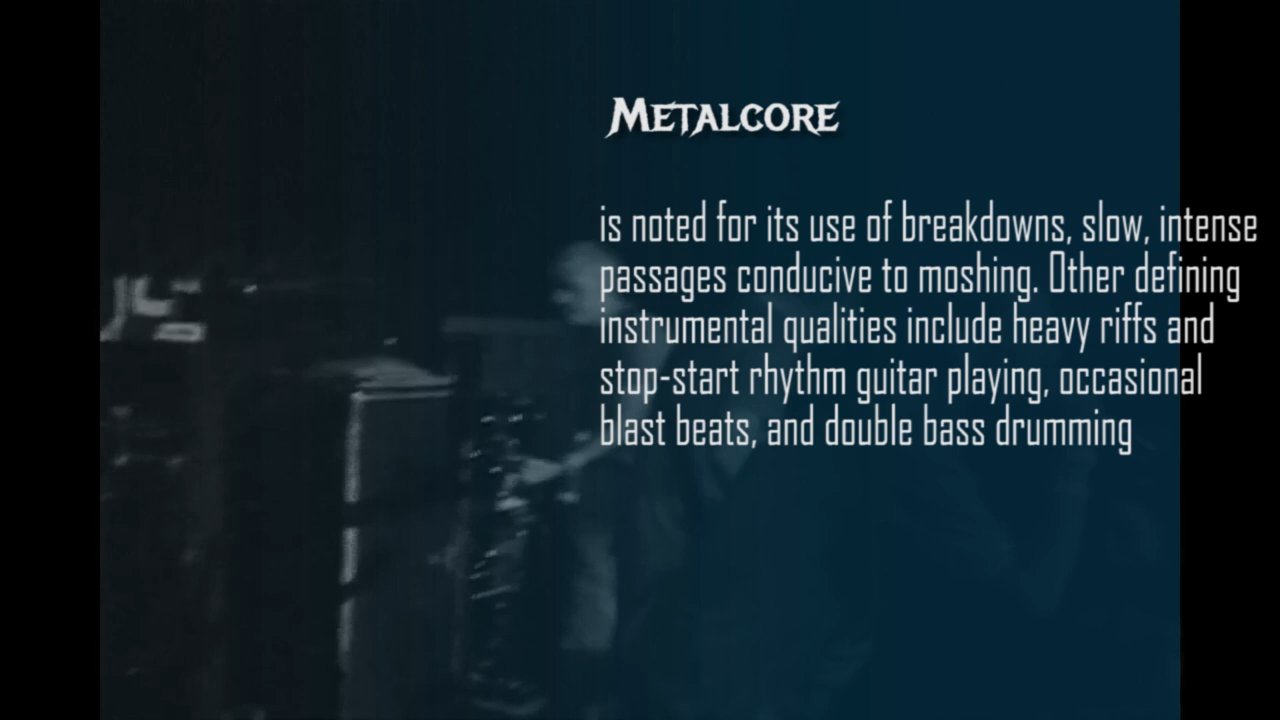 Metalcore
is noted for its use of breakdowns, slow, intense
passages conducive to moshing. Other defining
instrumental qualities include heavy riffs and
stop-start rhythm guitar playing, occasional
blast beats, and double bass drumming